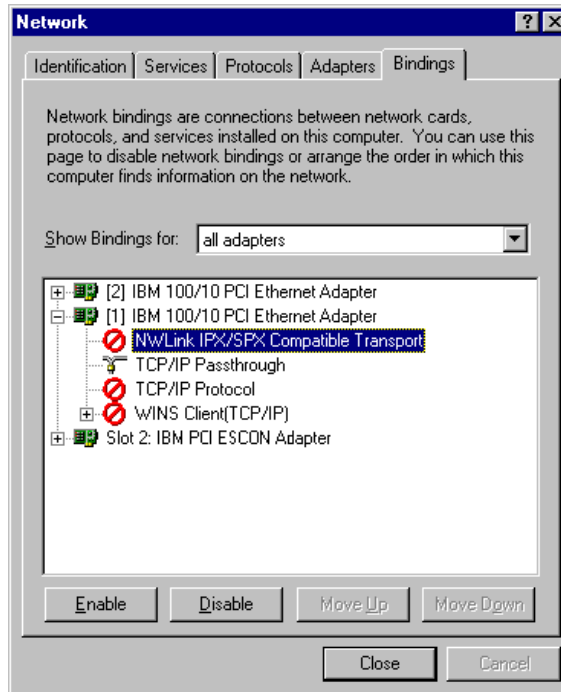 Network
Identification Services Protocols Adapters Bindings
Network bindings are connections between network cards,
protocols, and services installed on this computer. You can use this
page to disable network bindings or arrange the order in which this
computer finds information on the network.
Show Bindings for: all adapters
[2] IBM 100/10 PCI Ethernet Adapter
[1] IBM 100/10 PCI Ethernet Adapter
NWLink IPX/SPX Compatible Transport
TCP/IP Passthrough
TCP/IP Protocol
WINS Client(TCP/IP)
Slot 2: IBM PCI ESCON Adapter
Enable Disable Move Up Move Down
Close Cancel